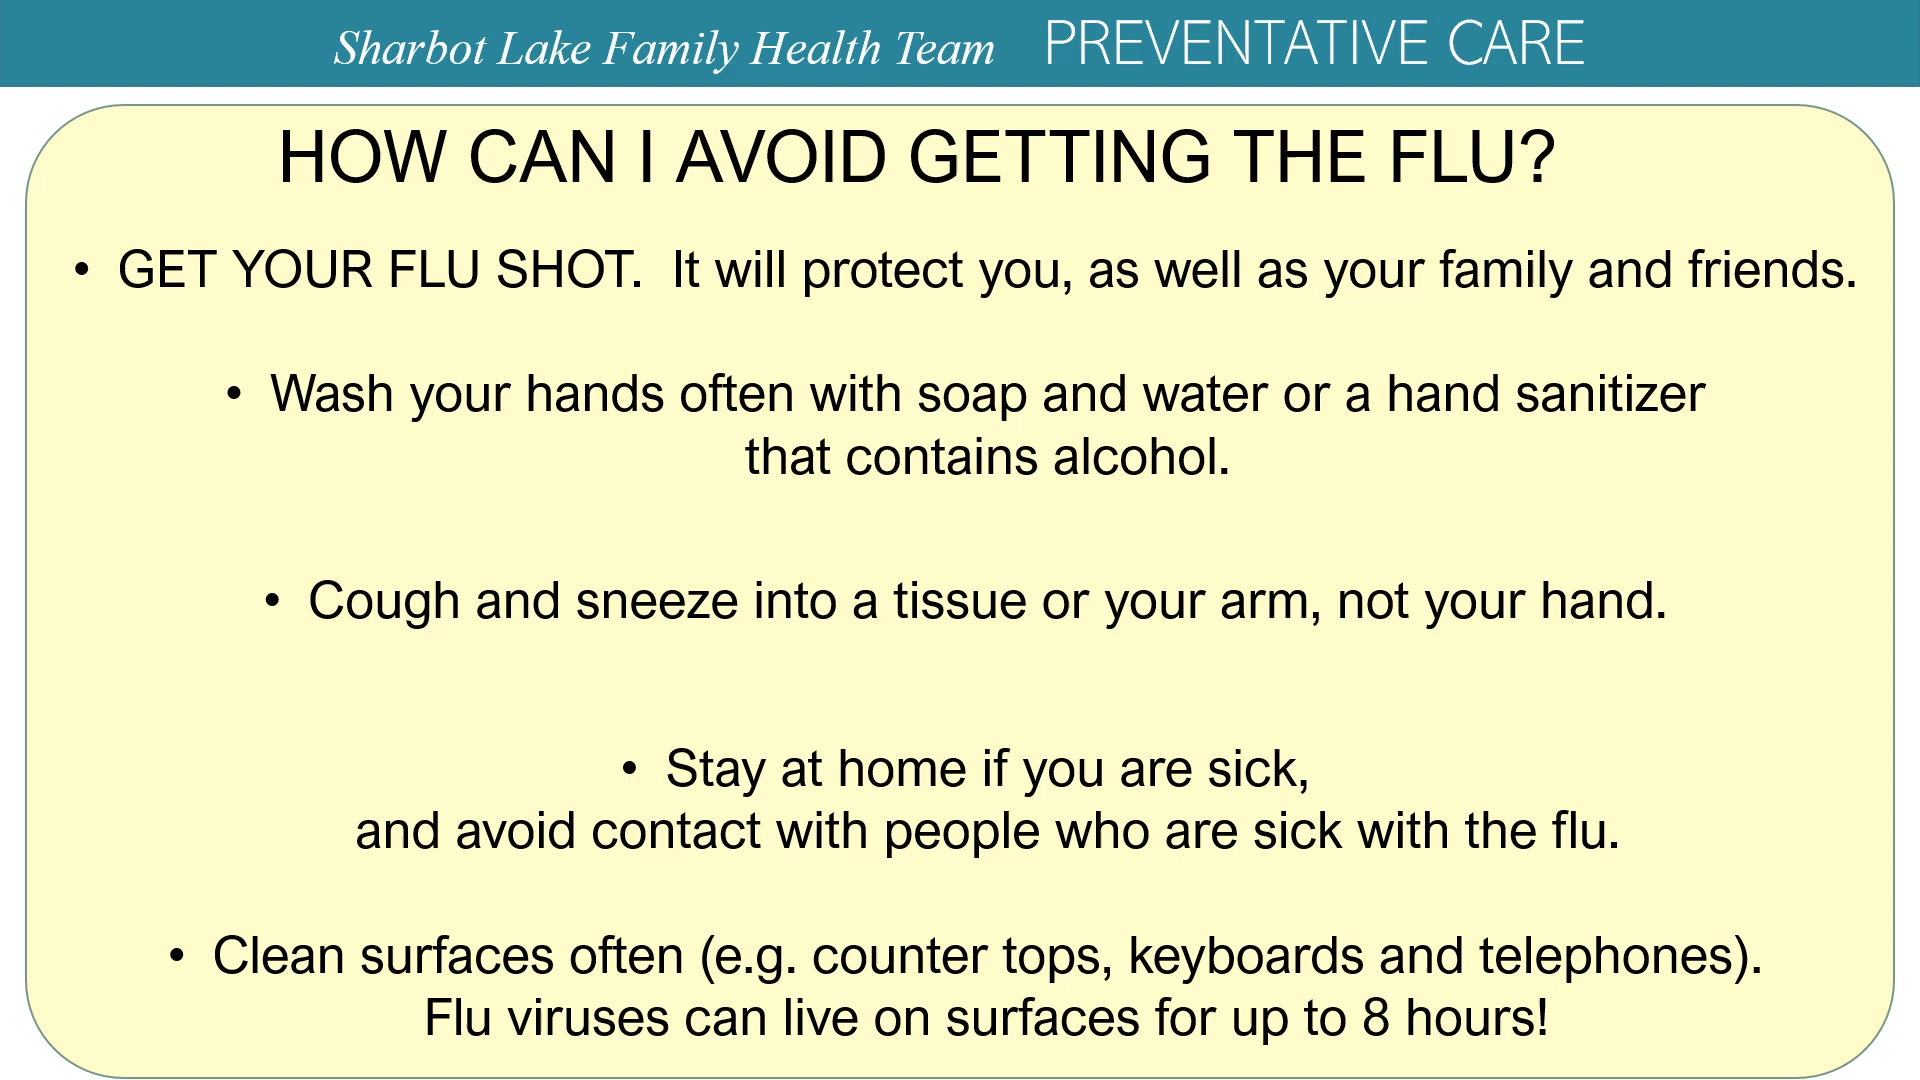 Sharbot Lake Family Health Team PREVENTATIVE CARE
HOW CAN I AVOID GETTING THE FLU?
• GET YOUR FLU SHOT.  It will protect you, as well as your family and friends.
• Wash your hands often with soap and water or a hand sanitizer
that contains alcohol.
• Cough and sneeze into a tissue or your arm, not your hand.
• Stay at home if you are sick,
and avoid contact with people who are sick with the flu.
• Clean surfaces often (e.g. counter tops, keyboards and telephones).
Flu viruses can live on surfaces for up to 8 hours!